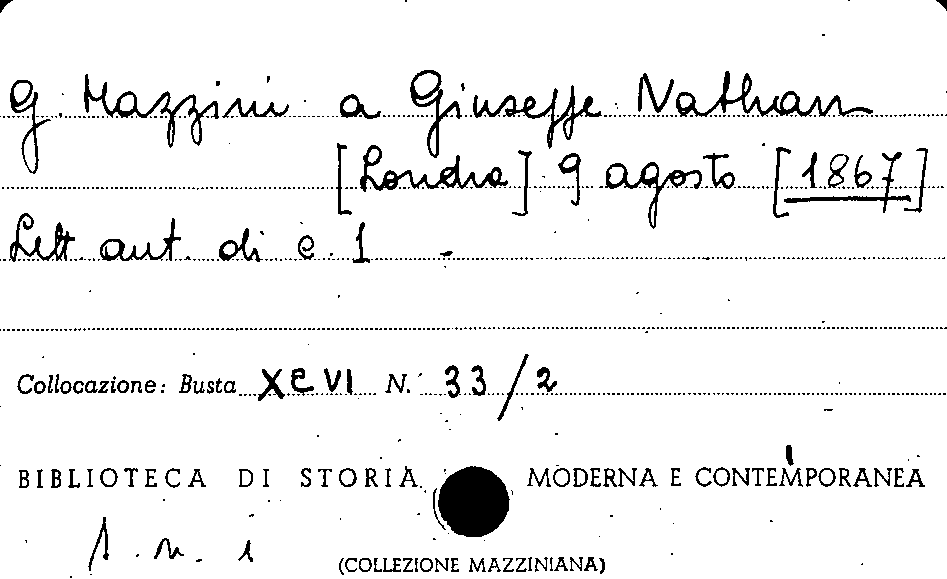 G. Mazzini a Giuseppe Nathan
[Londra] 9 agosto [1867]
Lett. aut. di c. 1 -
Collocazione: Busta XCVI N. 33/2
BIBLIOTECA DI STORIA MODERNA E CONTEMPORANEA
s. n. i
(COLLEZIONE MAZZINIANA)